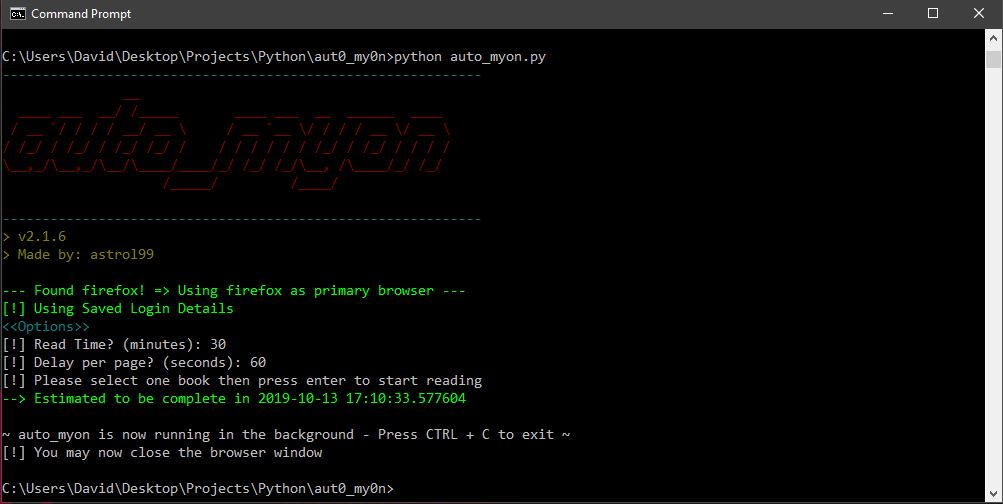 Command Prompt
C:\Users\David\Desktop\Projects\Python\aut0_my0n>python auto_myon.py
------------------------------------------------------------
auto_myon
------------------------------------------------------------
> v2.1.6
> Made by: astrol99
--- Found firefox! => Using firefox as primary browser ---
[!] Using Saved Login Details
<<Options>>
[!] Read Time? (minutes): 30
[!] Delay per page? (seconds): 60
[!] Please select one book then press enter to start reading
--> Estimated to be complete in 2019-10-13 17:10:33.577604
~ auto_myon is now running in the background - Press CTRL + C to exit ~
[!] You may now close the browser window
C:\Users\David\Desktop\Projects\Python\aut0_my0n>